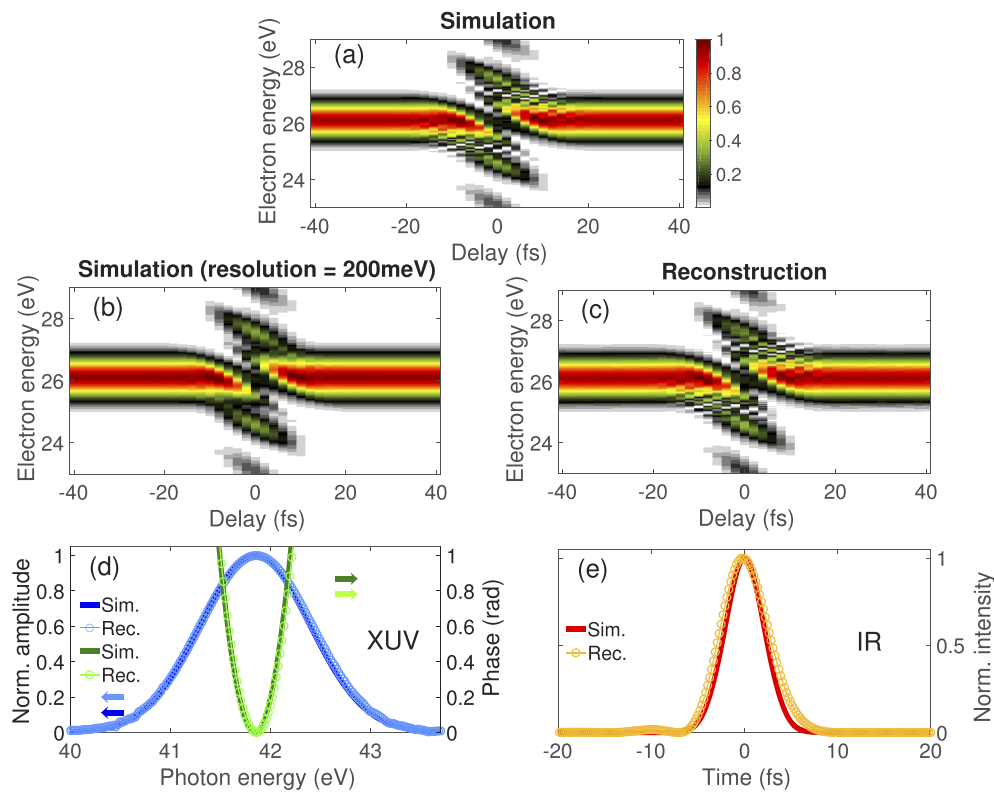 Simulation
(a)
Electron energy (eV)
28
26
24
-40 -20 0 20 40
Delay (fs)
1
0.8
0.6
0.4
0.2
Simulation (resolution = 200meV)
(b)
Electron energy (eV)
28
26
24
-40 -20 0 20 40
Delay (fs)
Reconstruction
(c)
Electron energy (eV)
28
26
24
-40 -20 0 20 40
Delay (fs)
(d)
Norm. amplitude
1
0.8
0.6
0.4
0.2
0
Sim.
Rec.
Sim.
Rec.
XUV
1
0.8
0.6
0.4
0.2
0
Phase (rad)
40 41 42 43
Photon energy (eV)
(e)
Sim.
Rec.
IR
1
0.5
0
Norm. intensity
-20 -10 0 10 20
Time (fs)